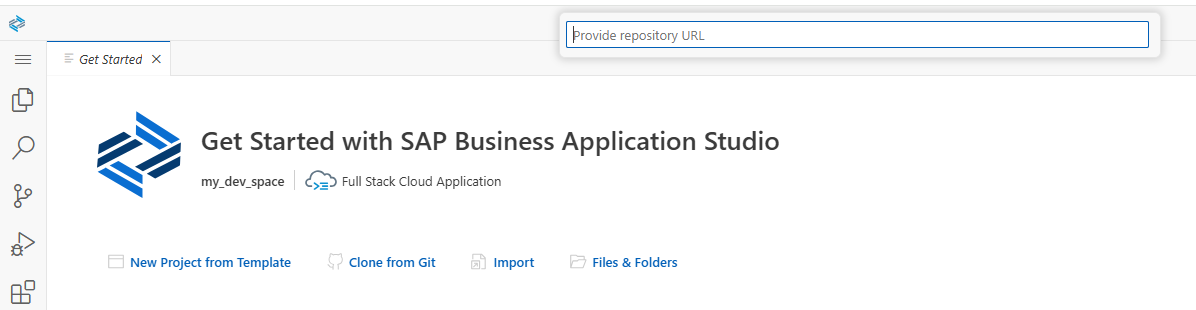 Provide repository URL
Get Started
Get Started with SAP Business Application Studio
my_dev_space Full Stack Cloud Application
New Project from Template Clone from Git Import Files & Folders